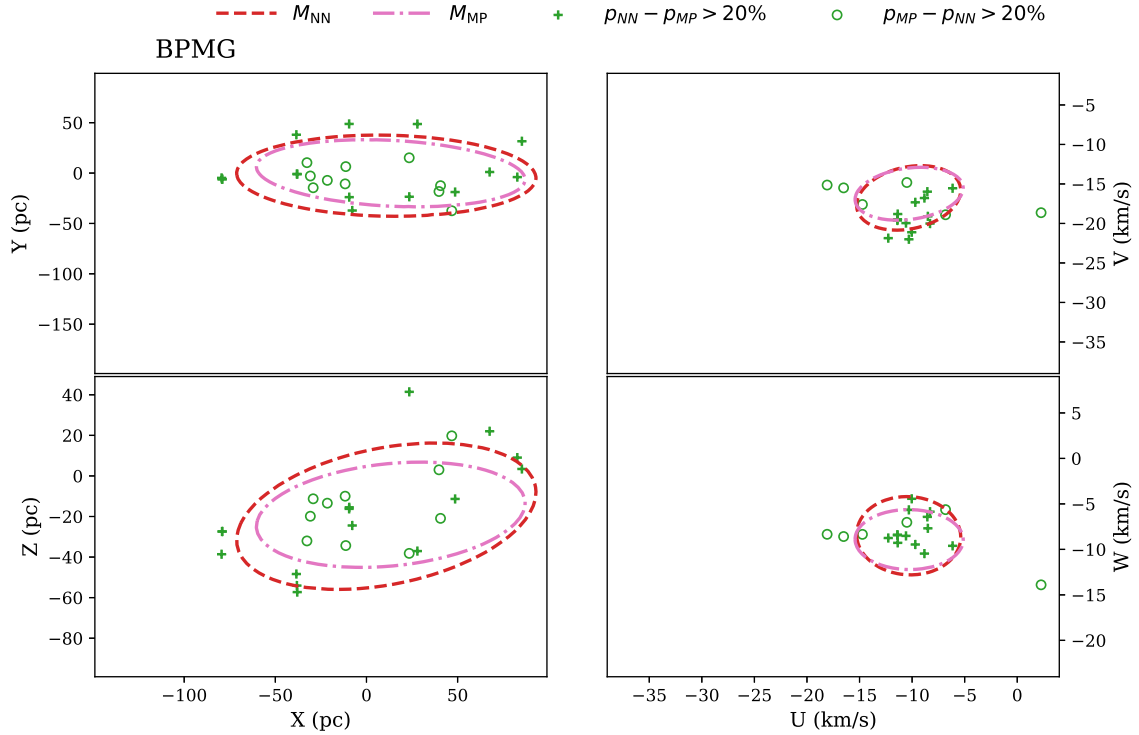 M_NN M_MP p_NN − p_MP > 20% p_MP − p_NN > 20%
BPMG
50
0
−50
−100
−150
Y (pc)
−5
−10
−15
−20
−25
−30
−35
V (km/s)
40
20
0
−20
−40
−60
−80
Z (pc)
−100 −50 0 50
X (pc)
5
0
−5
−10
−15
−20
W (km/s)
−35 −30 −25 −20 −15 −10 −5 0
U (km/s)